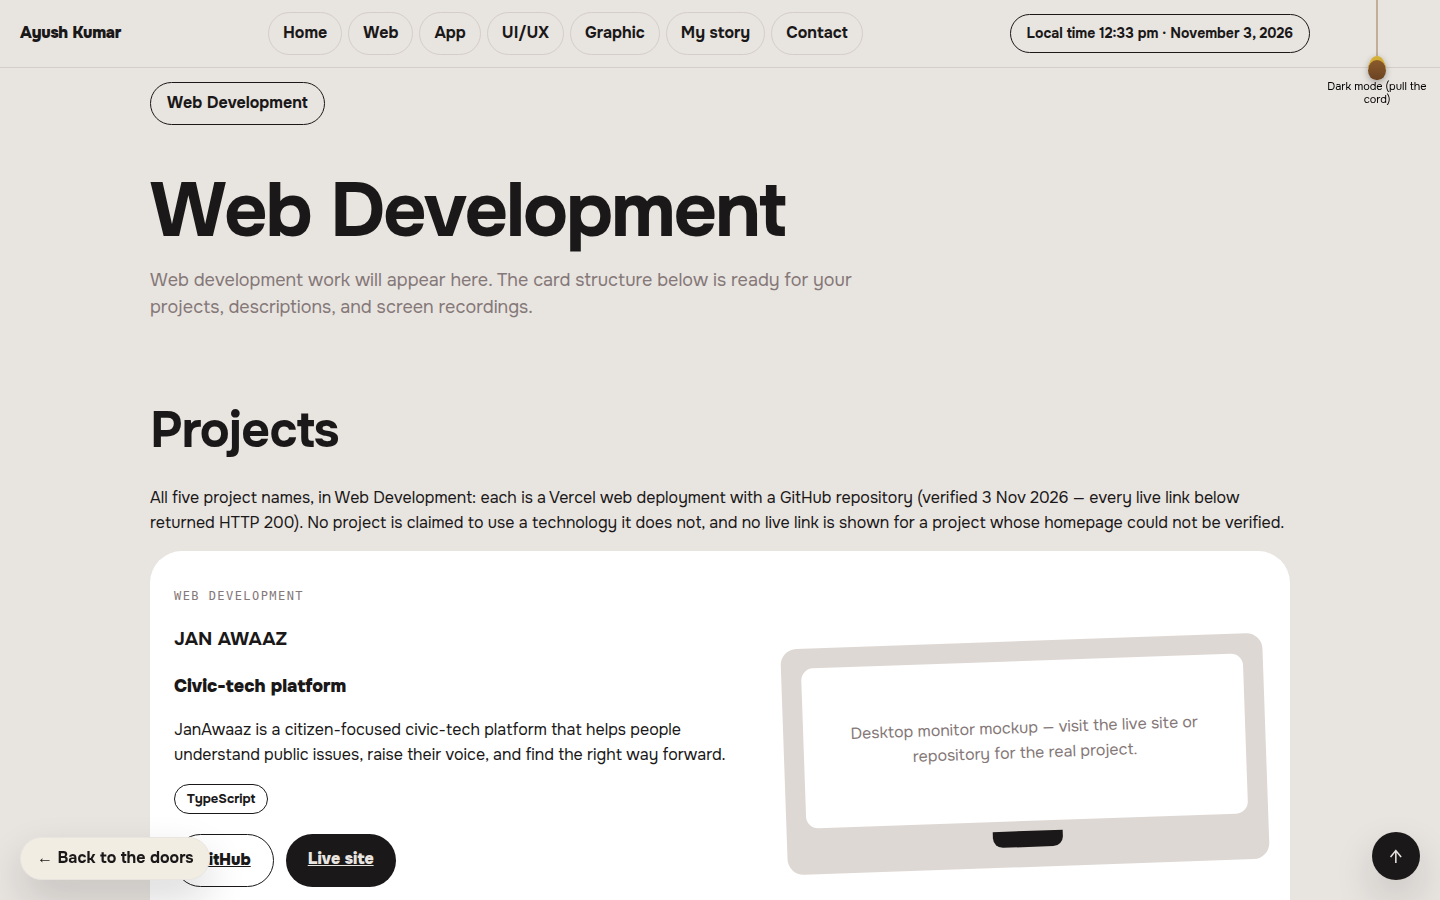 Ayush Kumar
Home
Web
App
UI/UX
Graphic
My story
Contact
Local time 12:33 pm · November 3, 2026
Dark mode (pull the
cord)
Web Development
Web Development
Web development work will appear here. The card structure below is ready for your
projects, descriptions, and screen recordings.
Projects
All five project names, in Web Development: each is a Vercel web deployment with a GitHub repository (verified 3 Nov 2026 — every live link below
returned HTTP 200). No project is claimed to use a technology it does not, and no live link is shown for a project whose homepage could not be verified.
WEB DEVELOPMENT
JAN AWAAZ
Civic-tech platform
JanAwaaz is a citizen-focused civic-tech platform that helps people
understand public issues, raise their voice, and find the right way forward.
TypeScript
itHub
Live site
Desktop monitor mockup — visit the live site or
repository for the real project.
← Back to the doors
↑